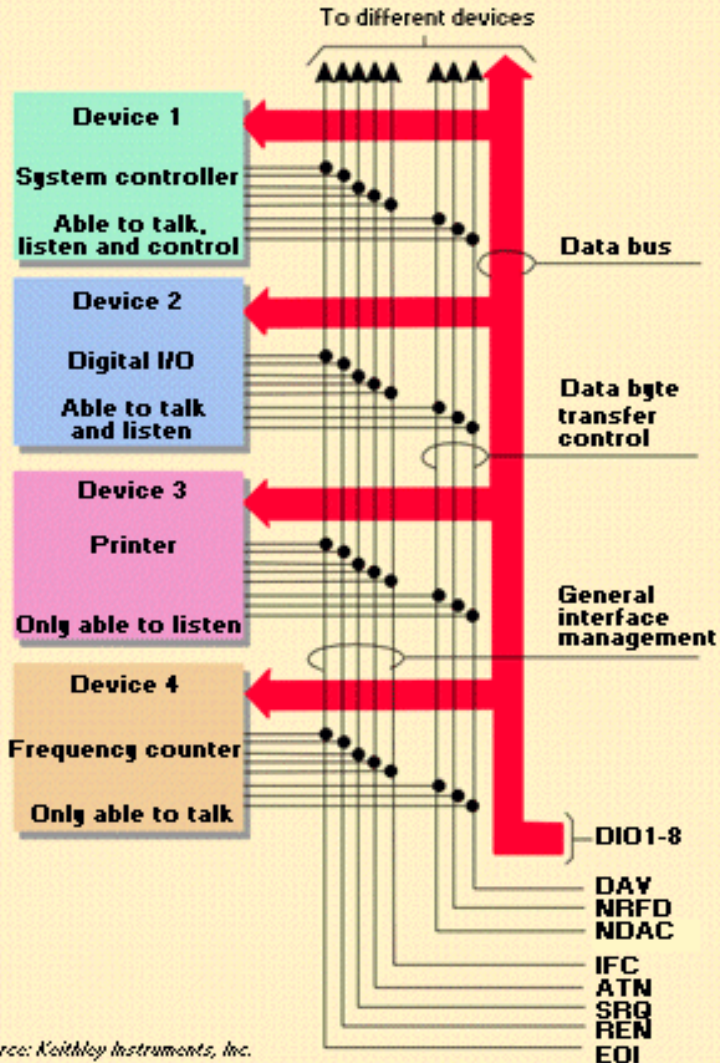 To different devices
Device 1
System controller
Able to talk,
listen and control
Data bus
Device 2
Digital I/O
Able to talk
and listen
Data byte
transfer
control
Device 3
Printer
Only able to listen
General
interface
management
Device 4
Frequency counter
Only able to talk
DIO1-8
DAV
NRFD
NDAC
IFC
ATN
SRQ
REN
EOI
rce: Keithley Instruments, Inc.